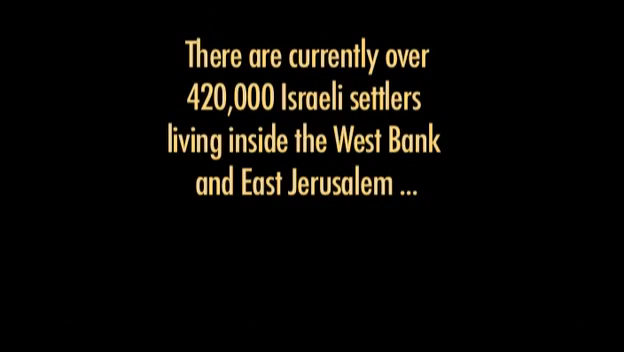 There are currently over
420,000 Israeli settlers
living inside the West Bank
and East Jerusalem ...